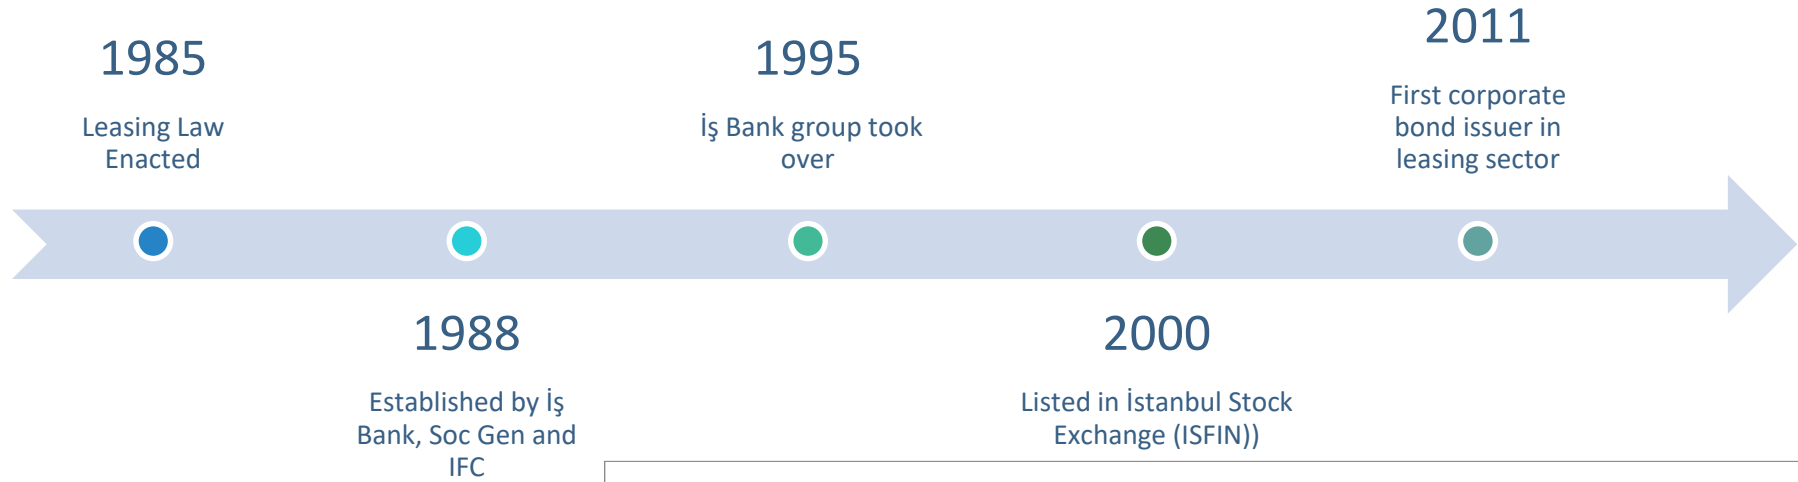 1985
Leasing Law
Enacted
1988
Established by İş
Bank, Soc Gen and
IFC
1995
İş Bank group took
over
2000
Listed in İstanbul Stock
Exchange (ISFIN))
2011
First corporate
bond issuer in
leasing sector